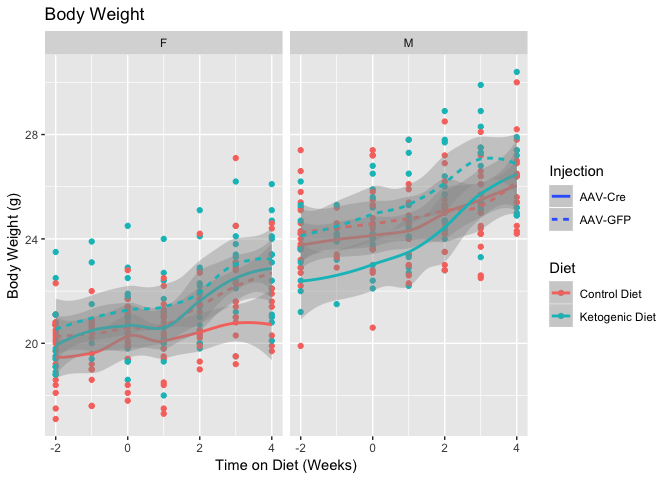 Body Weight
F M
28
24
20
Body Weight (g)
-2 0 2 4 -2 0 2 4
Time on Diet (Weeks)
Injection
AAV-Cre
AAV-GFP
Diet
Control Diet
Ketogenic Diet